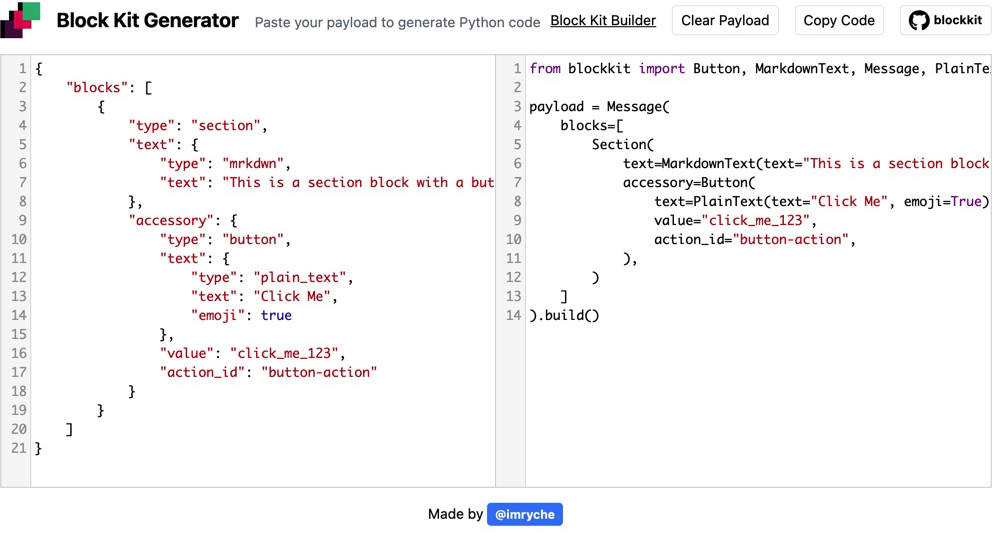 Block Kit Generator Paste your payload to generate Python code Block Kit Builder Clear Payload Copy Code blockkit
1 {
2     "blocks": [
3         {
4             "type": "section",
5             "text": {
6                 "type": "mrkdwn",
7                 "text": "This is a section block with a but
8             },
9             "accessory": {
10                 "type": "button",
11                 "text": {
12                     "type": "plain_text",
13                     "text": "Click Me",
14                     "emoji": true
15                 },
16                 "value": "click_me_123",
17                 "action_id": "button-action"
18             }
19         }
20     ]
21 }
1 from blockkit import Button, MarkdownText, Message, PlainTe
2
3 payload = Message(
4     blocks=[
5         Section(
6             text=MarkdownText(text="This is a section block
7             accessory=Button(
8                 text=PlainText(text="Click Me", emoji=True)
9                 value="click_me_123",
10                 action_id="button-action",
11             ),
12         )
13     ]
14 ).build()
Made by @imryche